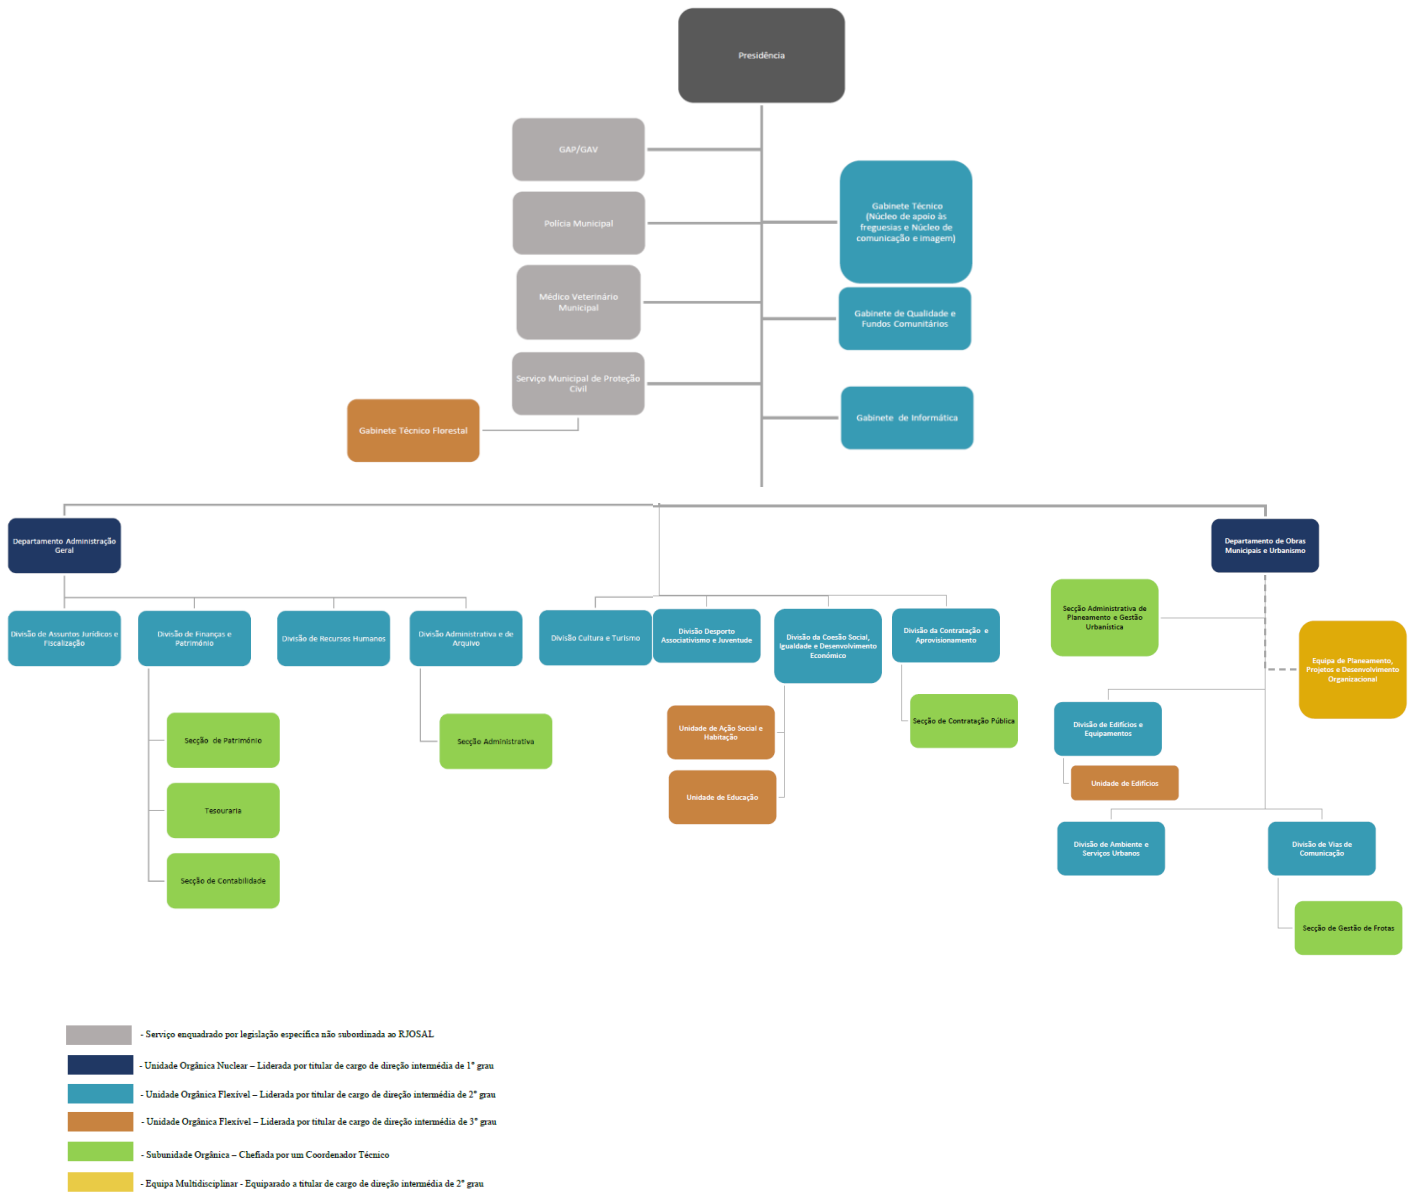 Presidência
GAP/GAV
Polícia Municipal
Médico Veterinário
Municipal
Serviço Municipal de Proteção
Civil
Gabinete Técnico Florestal
Gabinete Técnico
(Núcleo de apoio às
freguesias e Núcleo de
comunicação e imagem)
Gabinete de Qualidade e
Fundos Comunitários
Gabinete de Informática
Departamento Administração
Geral
Departamento de Obras
Municipais e Urbanismo
Divisão de Assuntos Jurídicos e
Fiscalização
Divisão de Finanças e
Património
Divisão de Recursos Humanos
Divisão Administrativa e de
Arquivo
Divisão Cultura e Turismo
Divisão Desporto
Associativismo e Juventude
Divisão da Coesão Social,
Igualdade e Desenvolvimento
Económico
Divisão da Contratação e
Aprovisionamento
Secção Administrativa de
Planeamento e Gestão
Urbanística
Equipa de Planeamento,
Projetos e Desenvolvimento
Organizacional
Secção de Património
Tesouraria
Secção de Contabilidade
Secção Administrativa
Unidade de Ação Social e
Habitação
Unidade de Educação
Secção de Contratação Pública
Divisão de Edifícios e
Equipamentos
Unidade de Edifícios
Divisão de Ambiente e
Serviços Urbanos
Divisão de Vias de
Comunicação
Secção de Gestão de Frotas
- Serviço enquadrado por legislação específica não subordinada ao RJOSAL
- Unidade Orgânica Nuclear – Liderada por titular de cargo de direção intermédia de 1º grau
- Unidade Orgânica Flexível – Liderada por titular de cargo de direção intermédia de 2º grau
- Unidade Orgânica Flexível – Liderada por titular de cargo de direção intermédia de 3º grau
- Subunidade Orgânica – Chefiada por um Coordenador Técnico
- Equipa Multidisciplinar - Equiparado a titular de cargo de direção intermédia de 2º grau